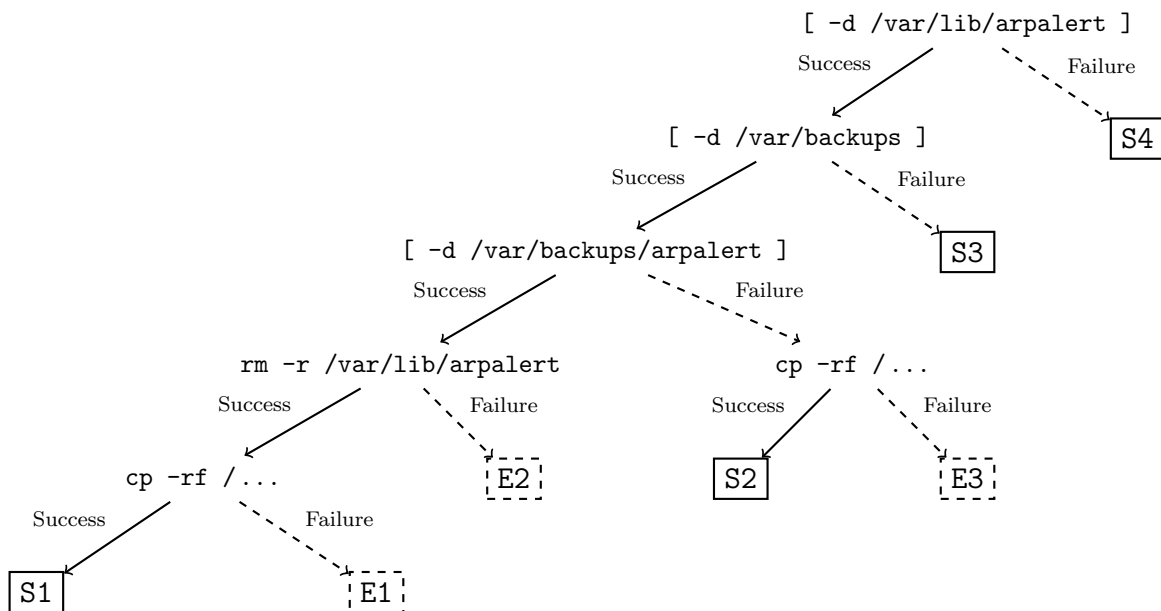 [ -d /var/lib/arpalert ]
Success
Failure
[ -d /var/backups ]
S4
Success
Failure
[ -d /var/backups/arpalert ]
S3
Success
Failure
rm -r /var/lib/arpalert
cp -rf /...
Success
Failure
Success
Failure
cp -rf /...
E2
S2
E3
Success
Failure
S1
E1